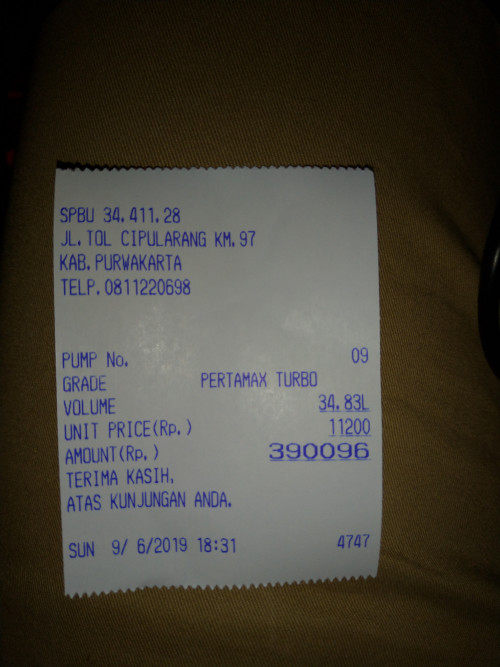 SPBU 34.411.28
JL.TOL CIPULARANG KM.97
KAB.PURWAKARTA
TELP.0811220698
PUMP No. 09
GRADE PERTAMAX TURBO
VOLUME 34.83L
UNIT PRICE(Rp.) 11200
AMOUNT(Rp.) 390096
TERIMA KASIH.
ATAS KUNJUNGAN ANDA.
SUN 9/ 6/2019 18:31 4747